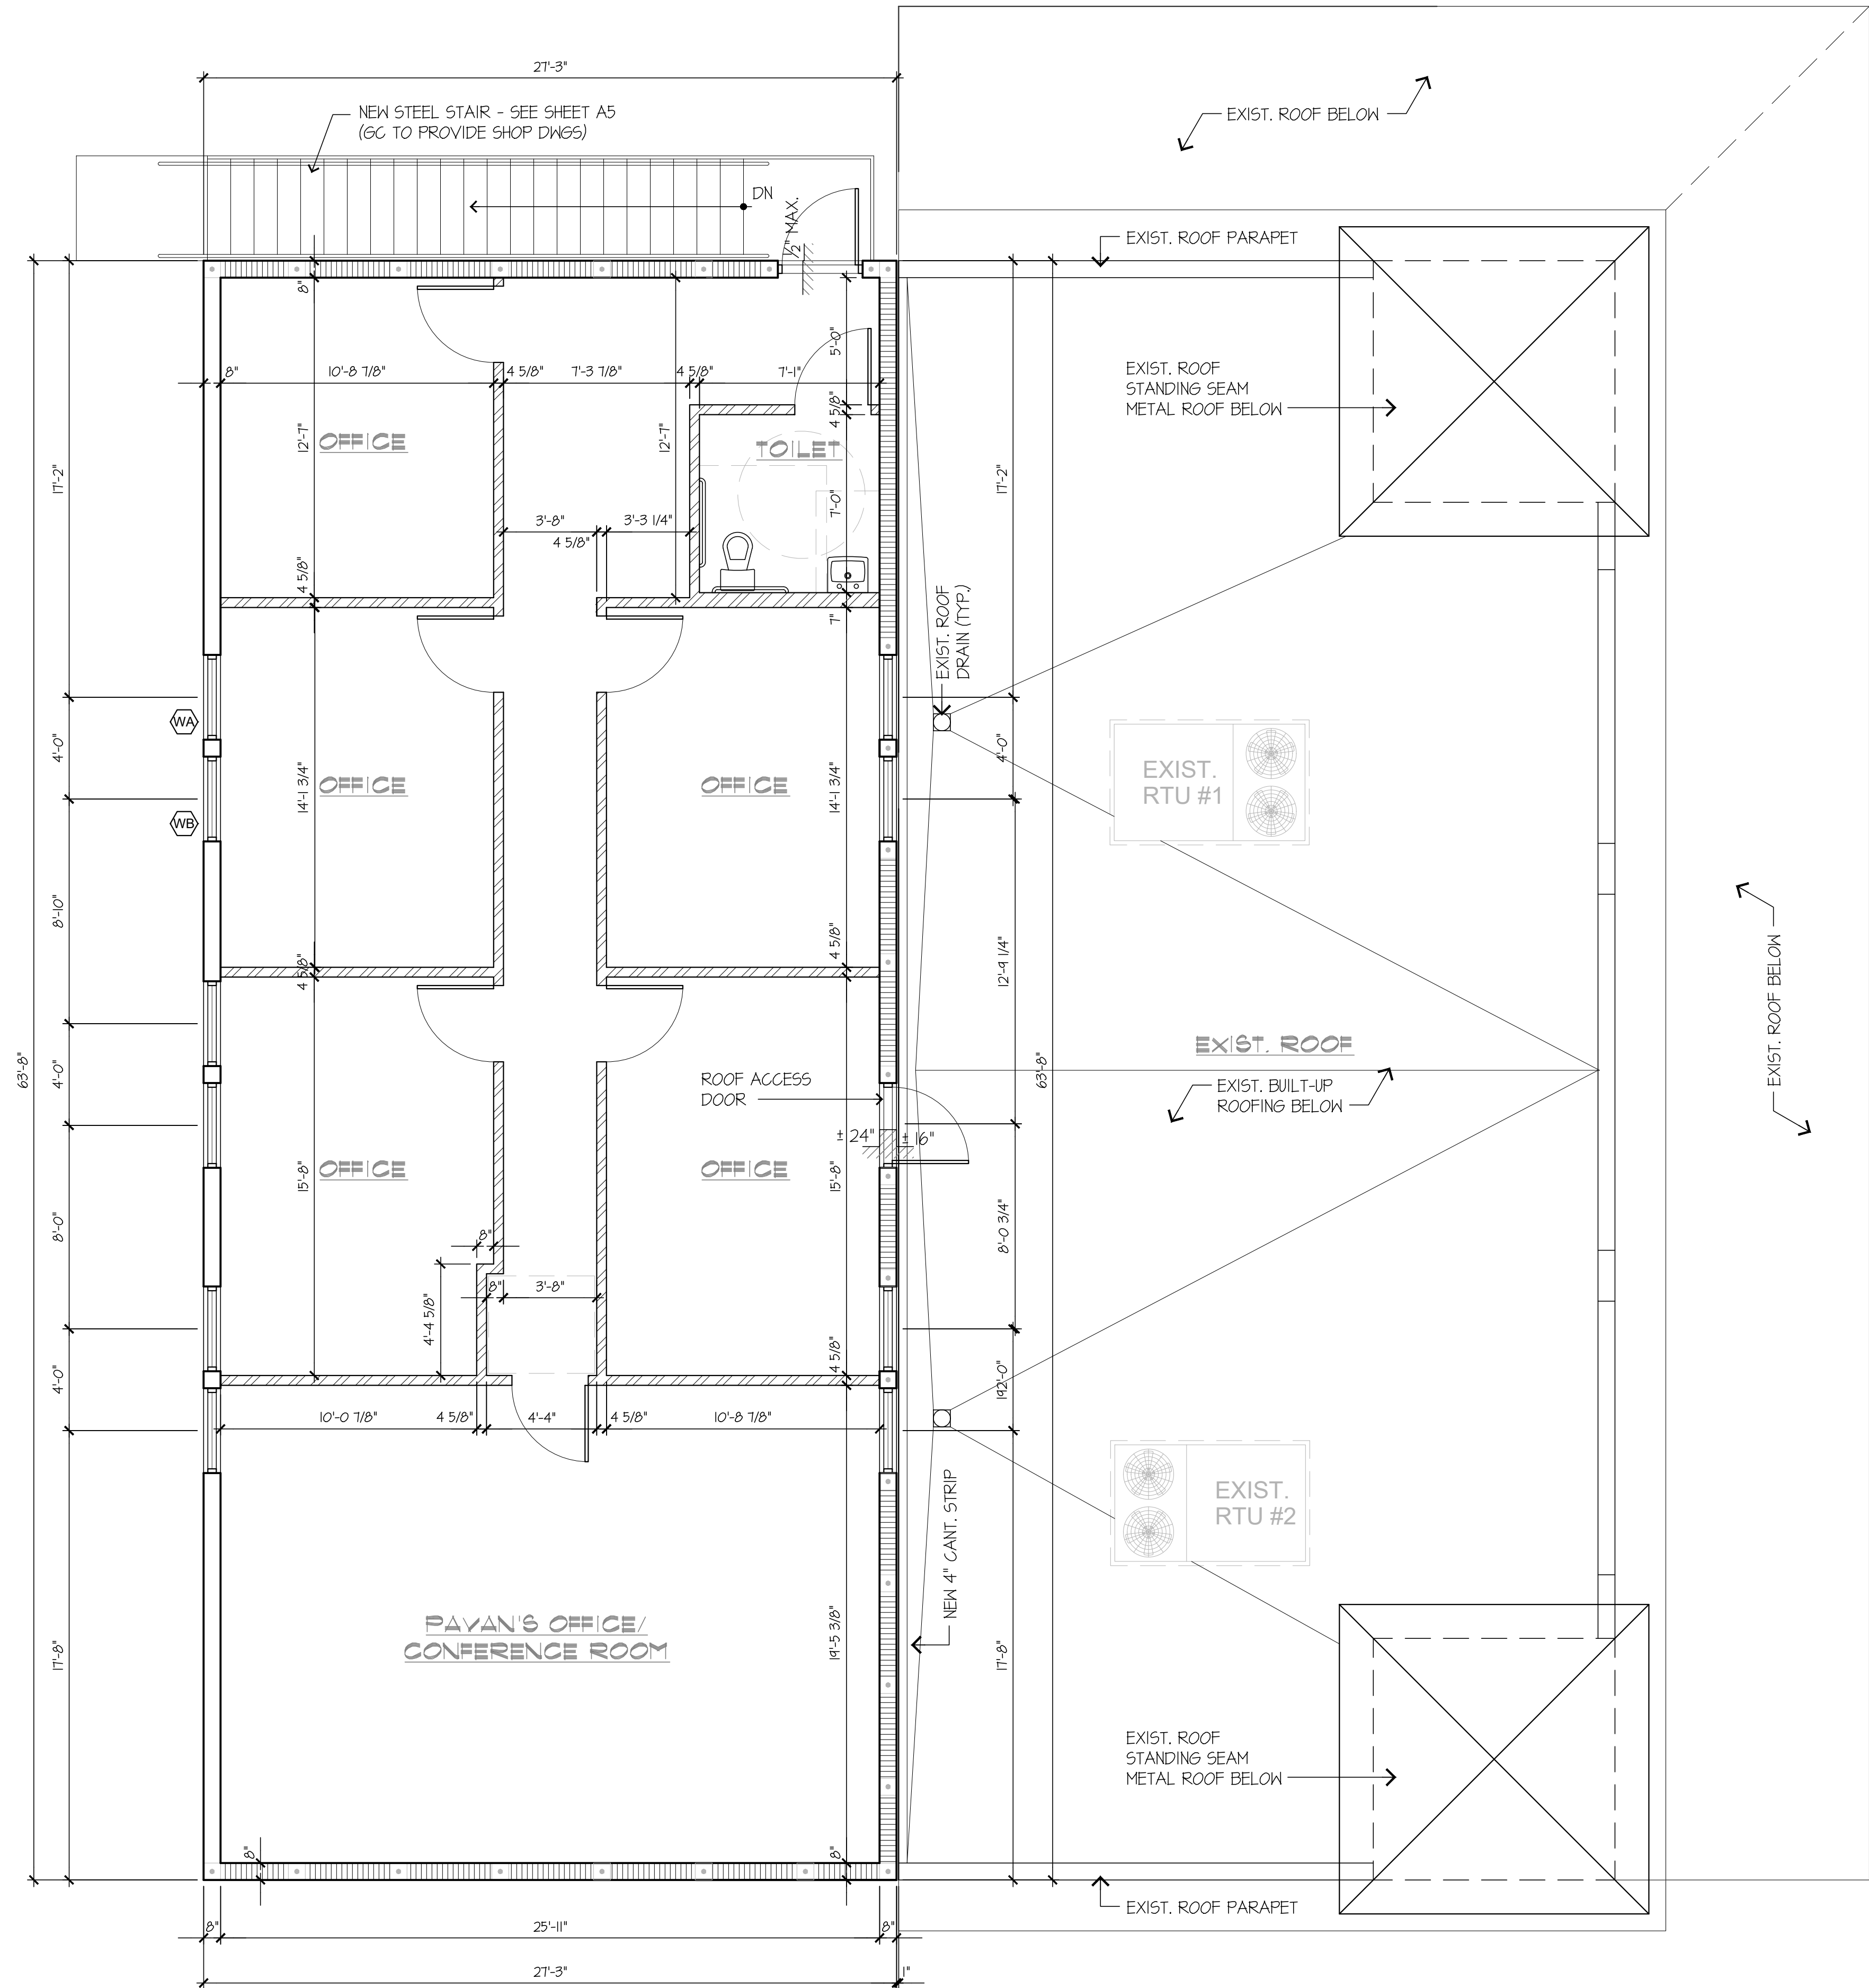 27'-3"
NEW STEEL STAIR - SEE SHEET A5
(GC TO PROVIDE SHOP DWGS)
EXIST. ROOF BELOW
DN
1/2" MAX.
EXIST. ROOF PARAPET
8"
5'-0"
8"
10'-8 7/8"
4 5/8"
7'-3 7/8"
4 5/8"
7'-1"
4 5/8"
EXIST. ROOF
STANDING SEAM
METAL ROOF BELOW
17'-2"
12'-7"
OFFICE
12'-7"
TOILET
7'-0"
17'-2"
3'-8"
4 5/8"
3'-3 1/4"
4 5/8"
7"
EXIST. ROOF
DRAIN (TYP.)
WA
4'-0"
4'-0"
WB
14'-1 3/4"
OFFICE
OFFICE
14'-1 3/4"
EXIST.
RTU #1
8'-10"
4 5/8"
4 5/8"
12'-9 1/4"
EXIST. ROOF BELOW
63'-8"
4'-0"
63'-8"
EXIST. ROOF
ROOF ACCESS
DOOR
EXIST. BUILT-UP
ROOFING BELOW
± 24"
± 16"
8'-0"
15'-8"
OFFICE
OFFICE
15'-8"
8'-0 3/4"
8"
8"
3'-8"
4'-4 5/8"
4 5/8"
4'-0"
192'-0"
10'-0 7/8"
4 5/8"
4'-4"
4 5/8"
10'-8 7/8"
NEW 4" CANT. STRIP
EXIST.
RTU #2
17'-8"
PAVAN'S OFFICE/
CONFERENCE ROOM
19'-5 3/8"
17'-8"
EXIST. ROOF
STANDING SEAM
METAL ROOF BELOW
8"
8"
EXIST. ROOF PARAPET
8"
25'-11"
8"
27'-3"
1"